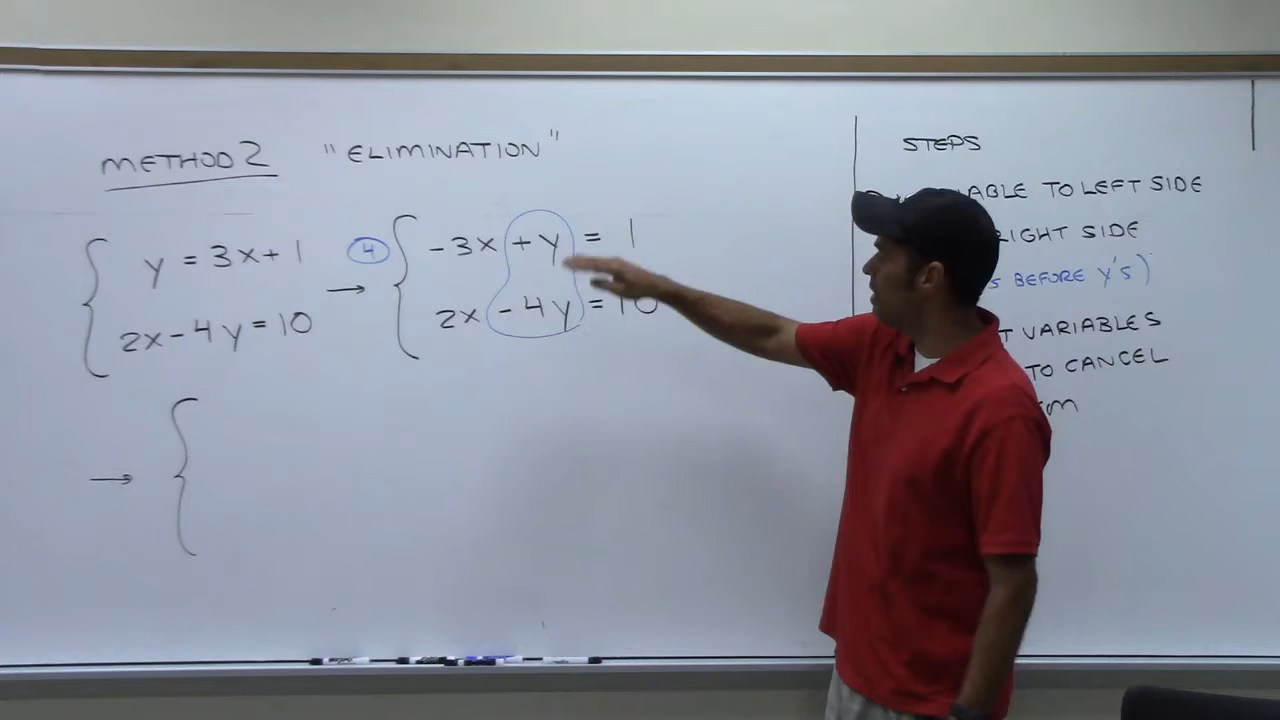 METHOD 2 "ELIMINATION"
y = 3x + 1
2x - 4y = 10
→
4
-3x + y = 1
2x - 4y = 10
→
STEPS
TO LEFT SIDE
RIGHT SIDE
BEFORE y's)
VARIABLES
TO CANCEL